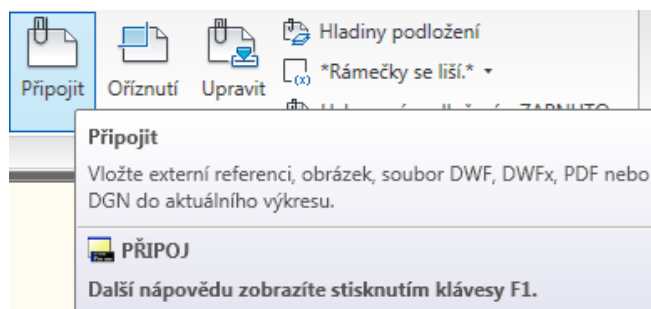 Připojit
Oříznutí
Upravit
Hladiny podložení
*Rámečky se liší.*
Připojit
Vložte externí referenci, obrázek, soubor DWF, DWFx, PDF nebo
DGN do aktuálního výkresu.
PŘIPOJ
Další nápovědu zobrazíte stisknutím klávesy F1.